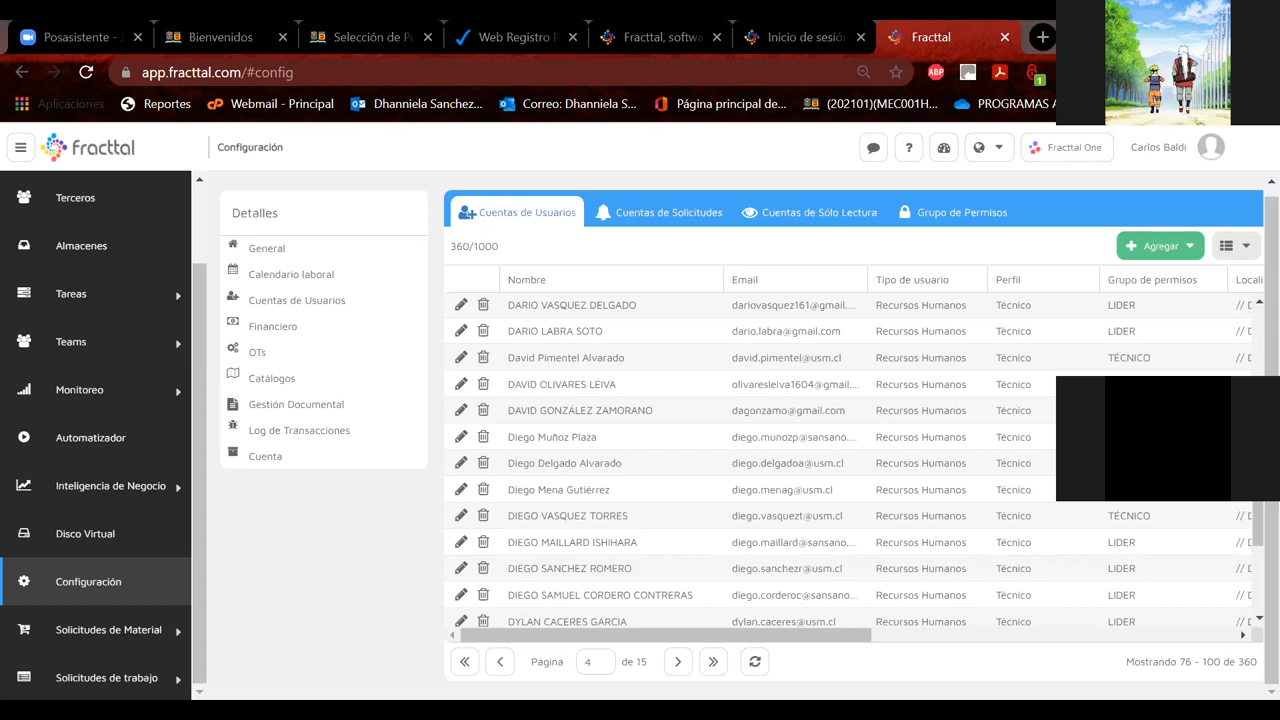 Posasistente - Z
Bienvenidos
Selección de Pe
Web Registro P
Fracttal, softwa
Inicio de sesió
Fracttal
app.fracttal.com/#config
ABP
1
Aplicaciones
Reportes
Webmail - Principal
Dhanniela Sanchez...
Correo: Dhanniela S...
Página principal de...
(202101)(MEC001H...
PROGRAMAS A
fracttal
Configuración
?
Fracttal One
Carlos Baldi
Terceros
Almacenes
Tareas
Teams
Monitoreo
Automatizador
Inteligencia de Negocio
Disco Virtual
Configuración
Solicitudes de Material
Solicitudes de trabajo
Detalles
General
Calendario laboral
Cuentas de Usuarios
Financiero
OTs
Catálogos
Gestión Documental
Log de Transacciones
Cuenta
Cuentas de Usuarios
Cuentas de Solicitudes
Cuentas de Sólo Lectura
Grupo de Permisos
360/1000
Agregar
Nombre Email Tipo de usuario Perfil Grupo de permisos Locali
DARIO VASQUEZ DELGADO dariovasquez161@gmail.... Recursos Humanos Técnico LIDER // D
DARIO LABRA SOTO dario.labra@gmail.com Recursos Humanos Técnico LIDER // D
David Pimentel Alvarado david.pimentel@usm.cl Recursos Humanos Técnico TÉCNICO // D
DAVID OLIVARES LEIVA olivaresleiva1604@gmail.... Recursos Humanos Técnico
DAVID GONZÁLEZ ZAMORANO dagonzamo@gmail.com Recursos Humanos Técnico
Diego Muñoz Plaza diego.munozp@sansano.... Recursos Humanos Técnico
Diego Delgado Alvarado diego.delgadoa@usm.cl Recursos Humanos Técnico
Diego Mena Gutiérrez diego.menag@usm.cl Recursos Humanos Técnico
DIEGO VASQUEZ TORRES diego.vasquezt@usm.cl Recursos Humanos Técnico TÉCNICO // D
DIEGO MAILLARD ISHIHARA diego.maillard@sansano.... Recursos Humanos Técnico LIDER // D
DIEGO SANCHEZ ROMERO diego.sanchezr@usm.cl Recursos Humanos Técnico LIDER // D
DIEGO SAMUEL CORDERO CONTRERAS diego.corderoc@sansano... Recursos Humanos Técnico LIDER // D
DYLAN CACERES GARCIA dylan.caceres@usm.cl Recursos Humanos Técnico LIDER // D
Página 4 de 15
Mostrando 76 - 100 de 360